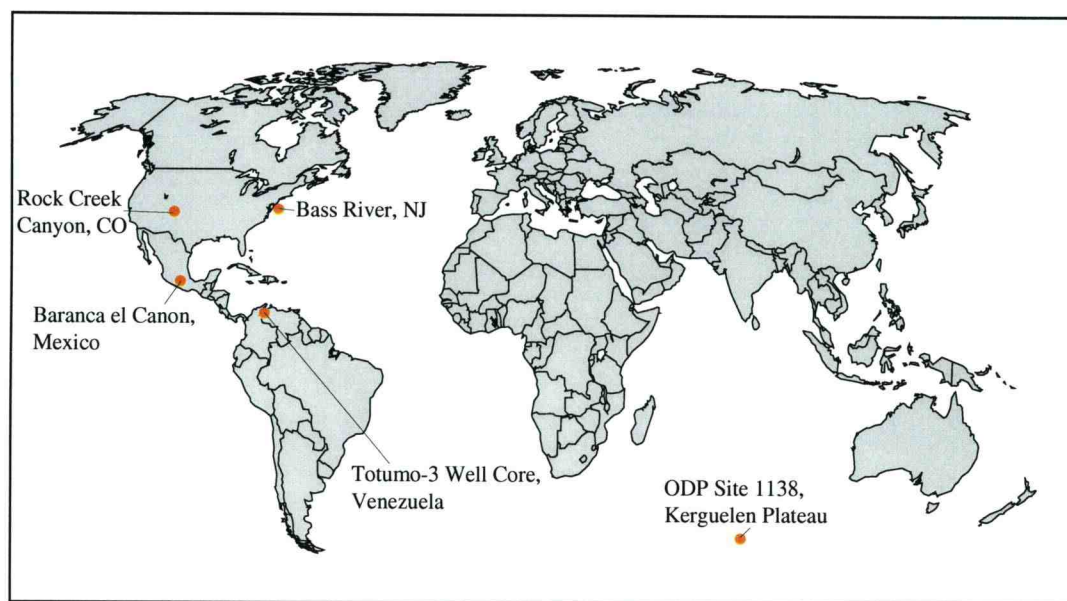 Rock Creek
Canyon, CO
Bass River, NJ
Baranca el Canon,
Mexico
Totumo-3 Well Core,
Venezuela
ODP Site 1138,
Kerguelen Plateau